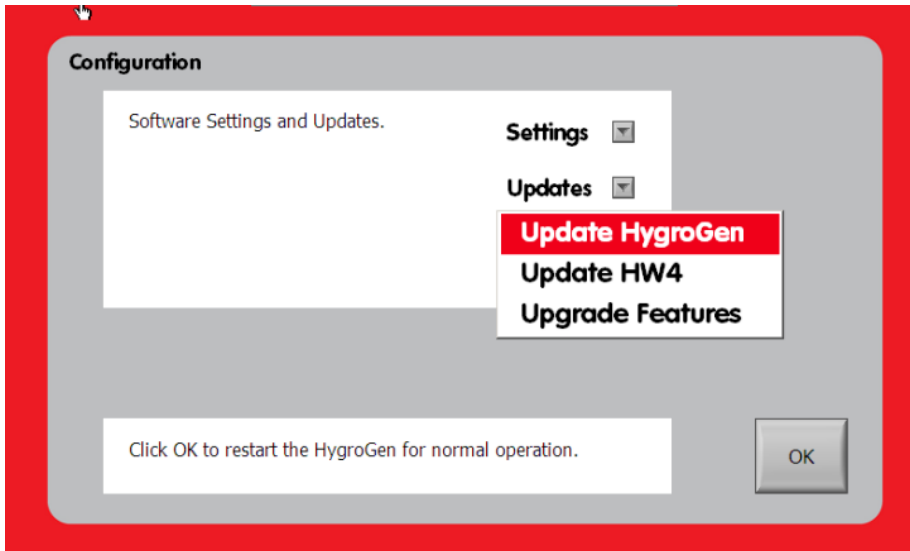 Configuration
Software Settings and Updates.
Settings
Updates
Update HygroGen
Update HW4
Upgrade Features
Click OK to restart the HygroGen for normal operation.
OK